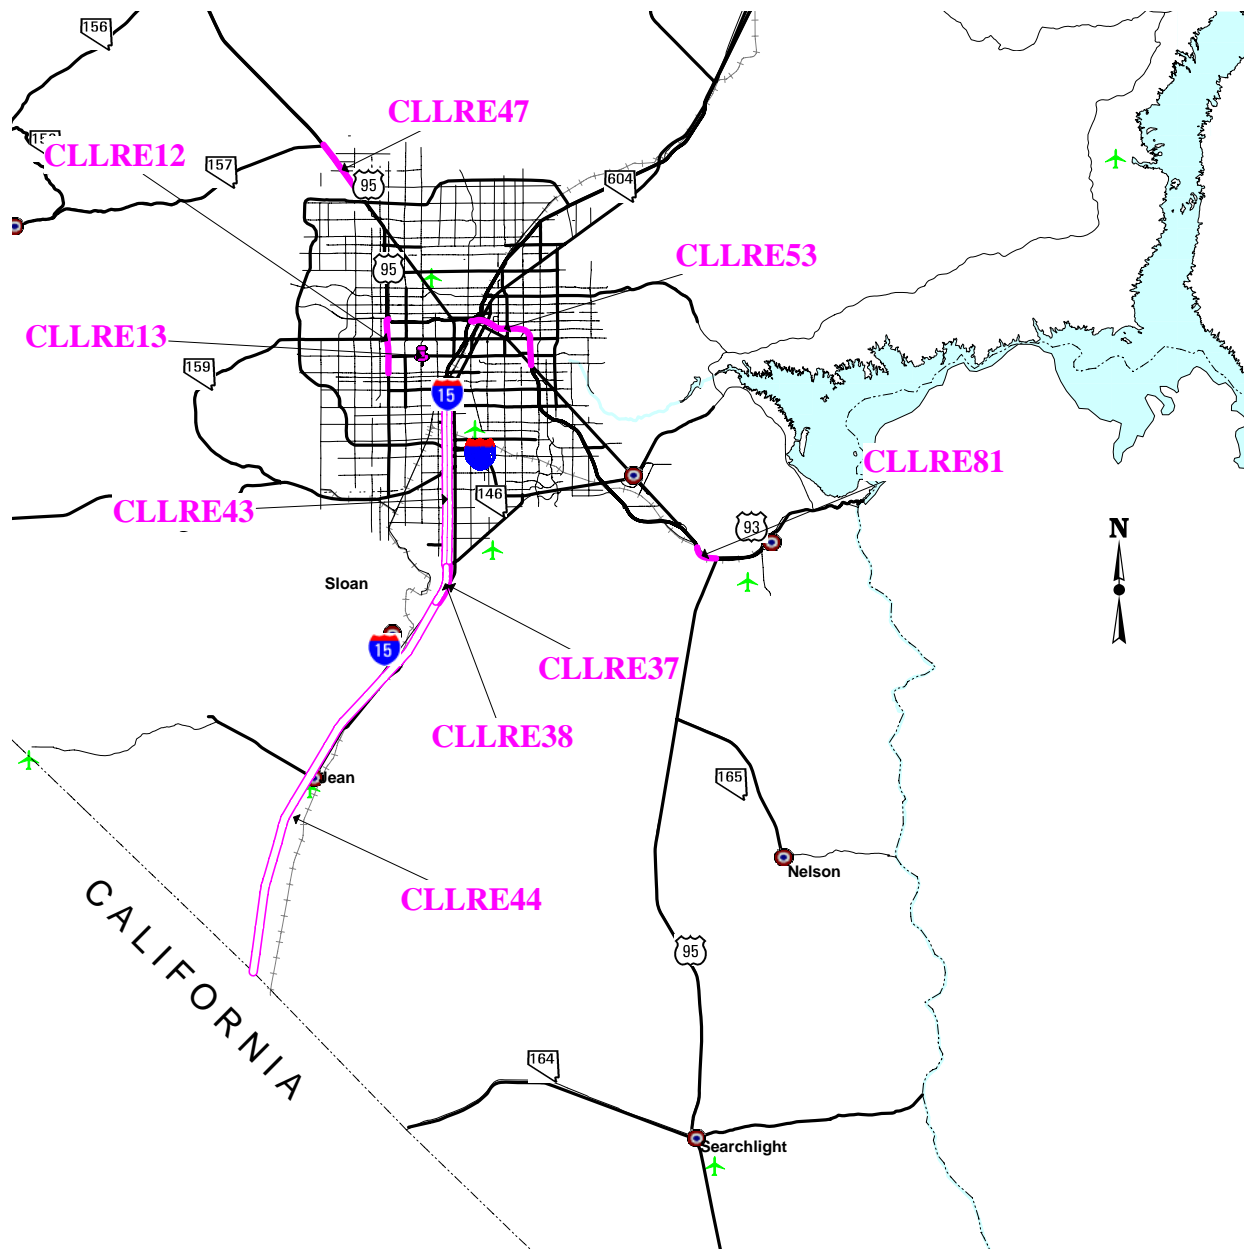 156
CLLRE47
CLLRE12
157
95
604
95
CLLRE53
CLLRE13
159
15
CLLRE81
146
CLLRE43
93
N
Sloan
15
CLLRE37
CLLRE38
Jean
165
Nelson
CLLRE44
CALIFORNIA
95
164
Searchlight